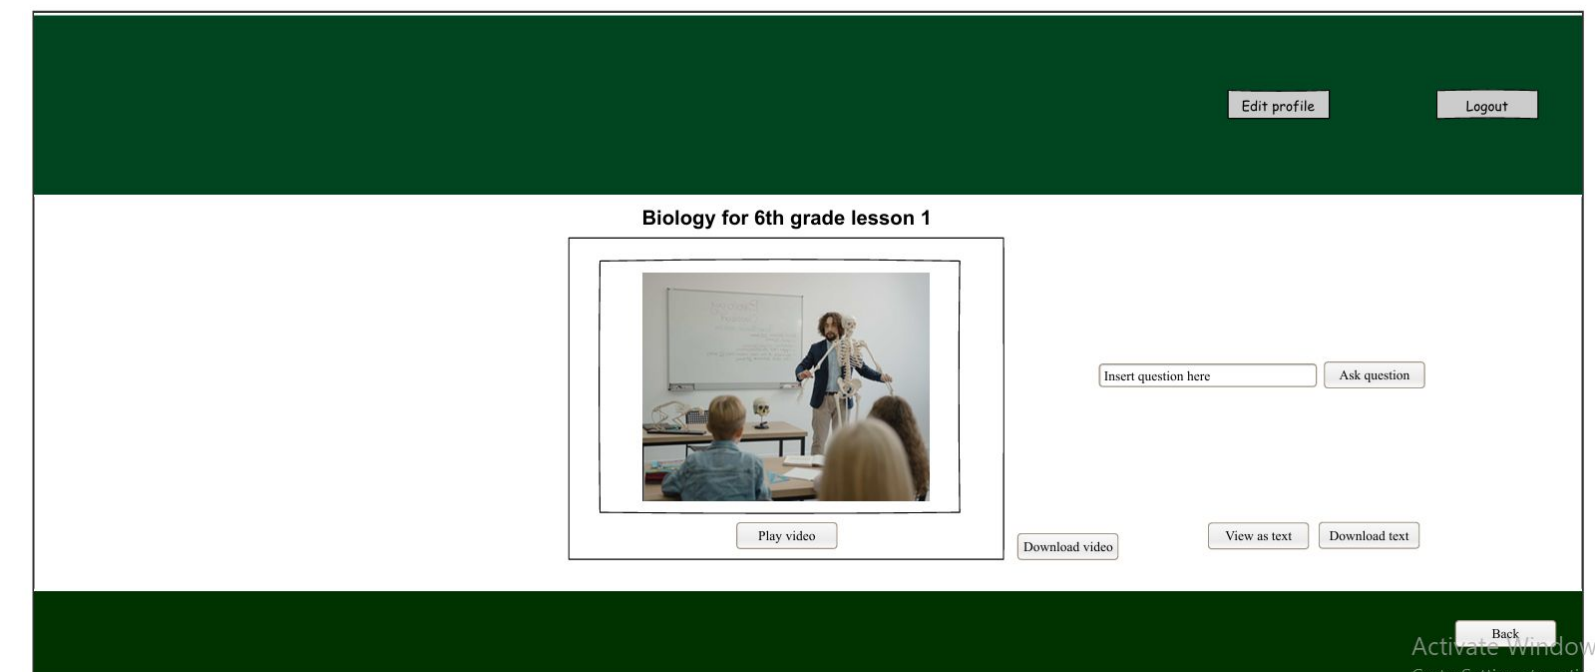 Edit profile
Logout
Biology for 6th grade lesson 1
Insert question here
Ask question
Play video
Download video
View as text
Download text
Back
Activate Window